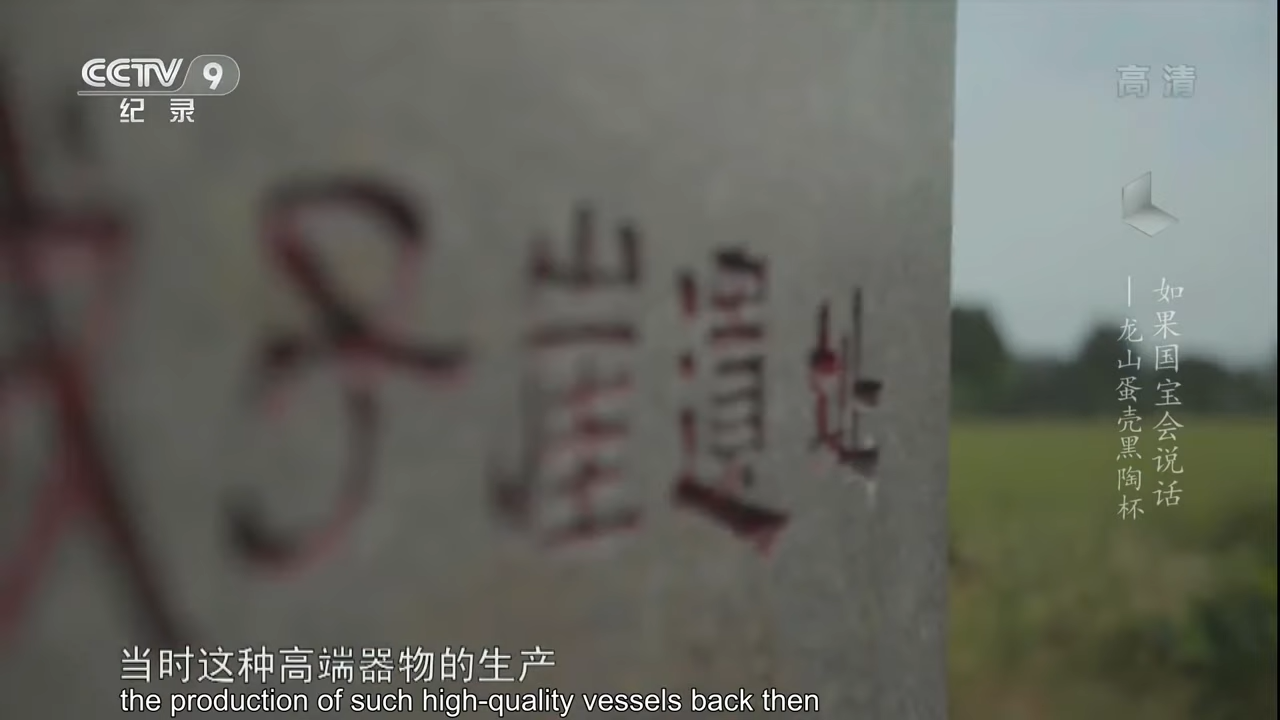 CCTV 9
纪录
高清
如果国宝会说话
—龙山蛋壳黑陶杯
崖遗址
当时这种高端器物的生产
the production of such high-quality vessels back then